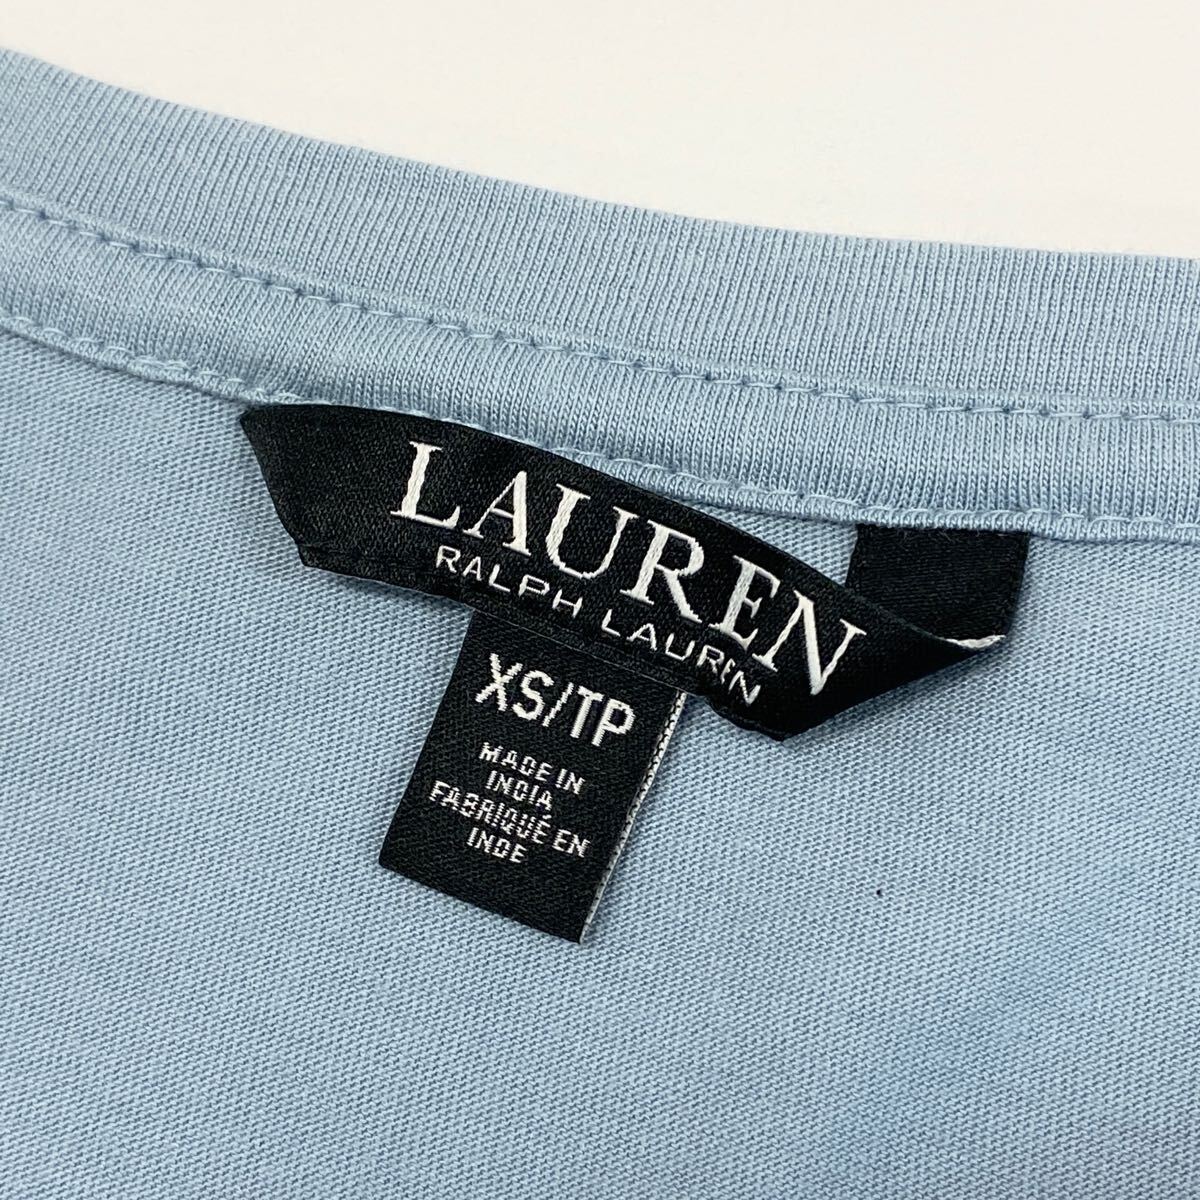 LAUREN
RALPH LAUREN
XS/TP
MADE IN
INDIA
FABRIQUÉ EN
INDE